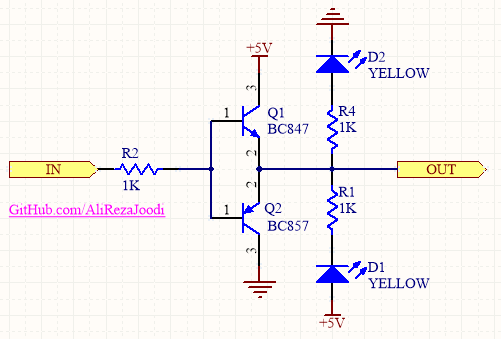 +5V
D2
YELLOW
3
Q1
BC847
1
R4
1K
2
IN
R2
1K
OUT
2
GitHub.com/AliRezaJoodi
1
Q2
BC857
R1
1K
3
D1
YELLOW
+5V